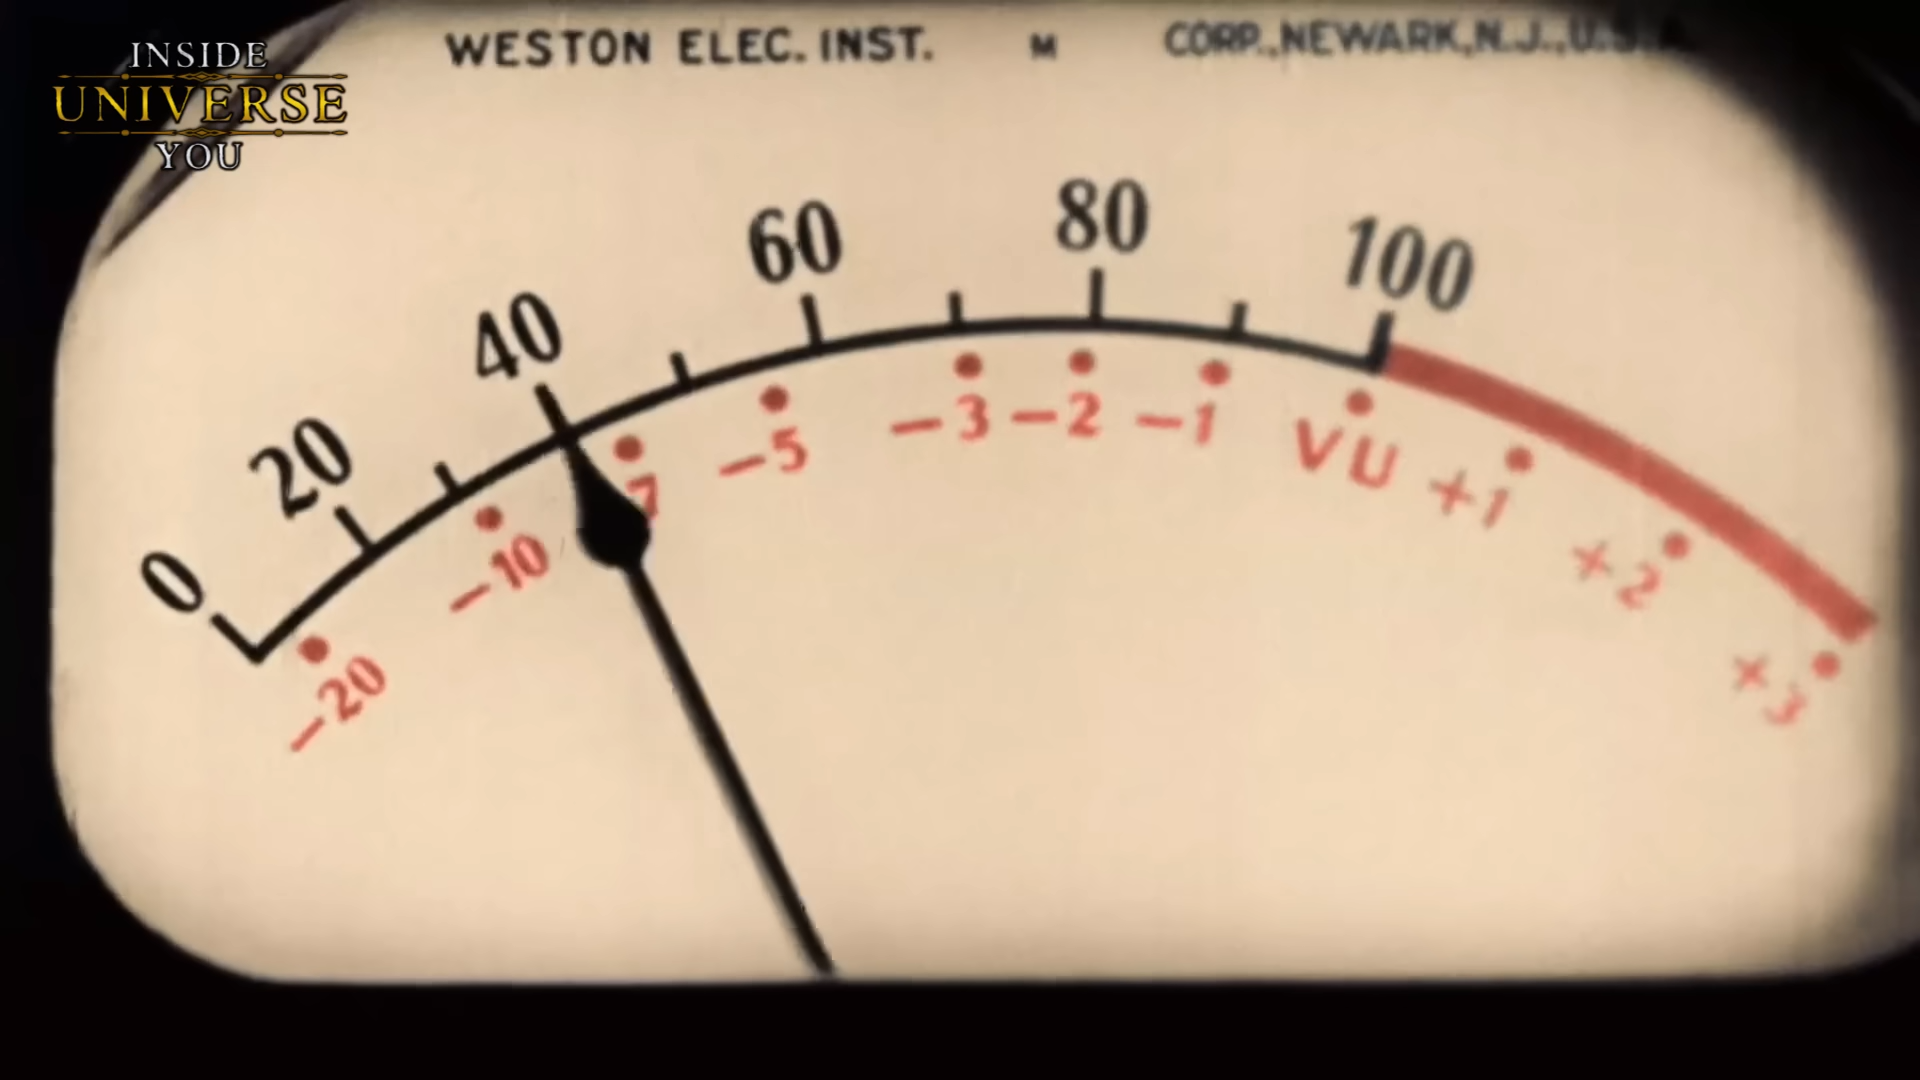 INSIDE
UNIVERSE
YOU
WESTON ELEC. INST. M CORP., NEWARK, N.J., U.S.A.
0 20 40 60 80 100
-20 -10 7 -5 -3 -2 -1 VU +1 +2 +3